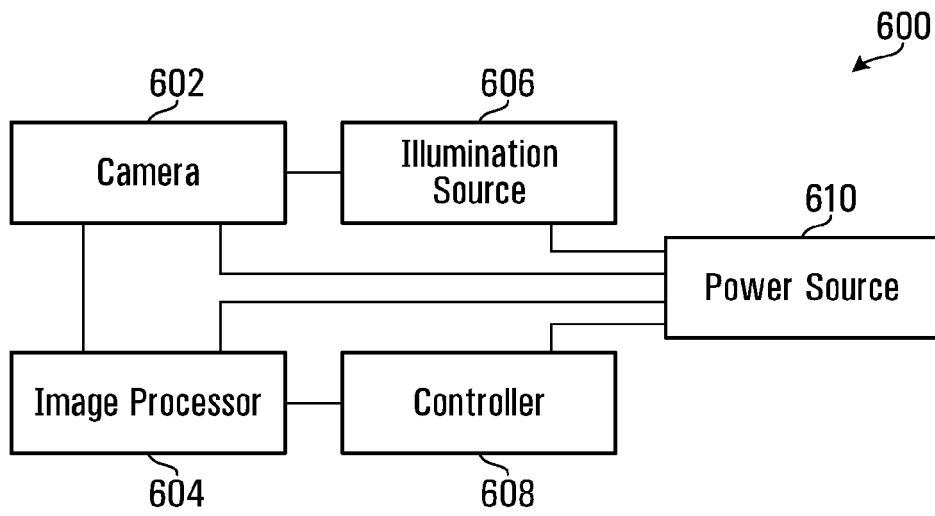 600
602
606
Camera
Illumination
Source
610
Power Source
Image Processor
Controller
604
608